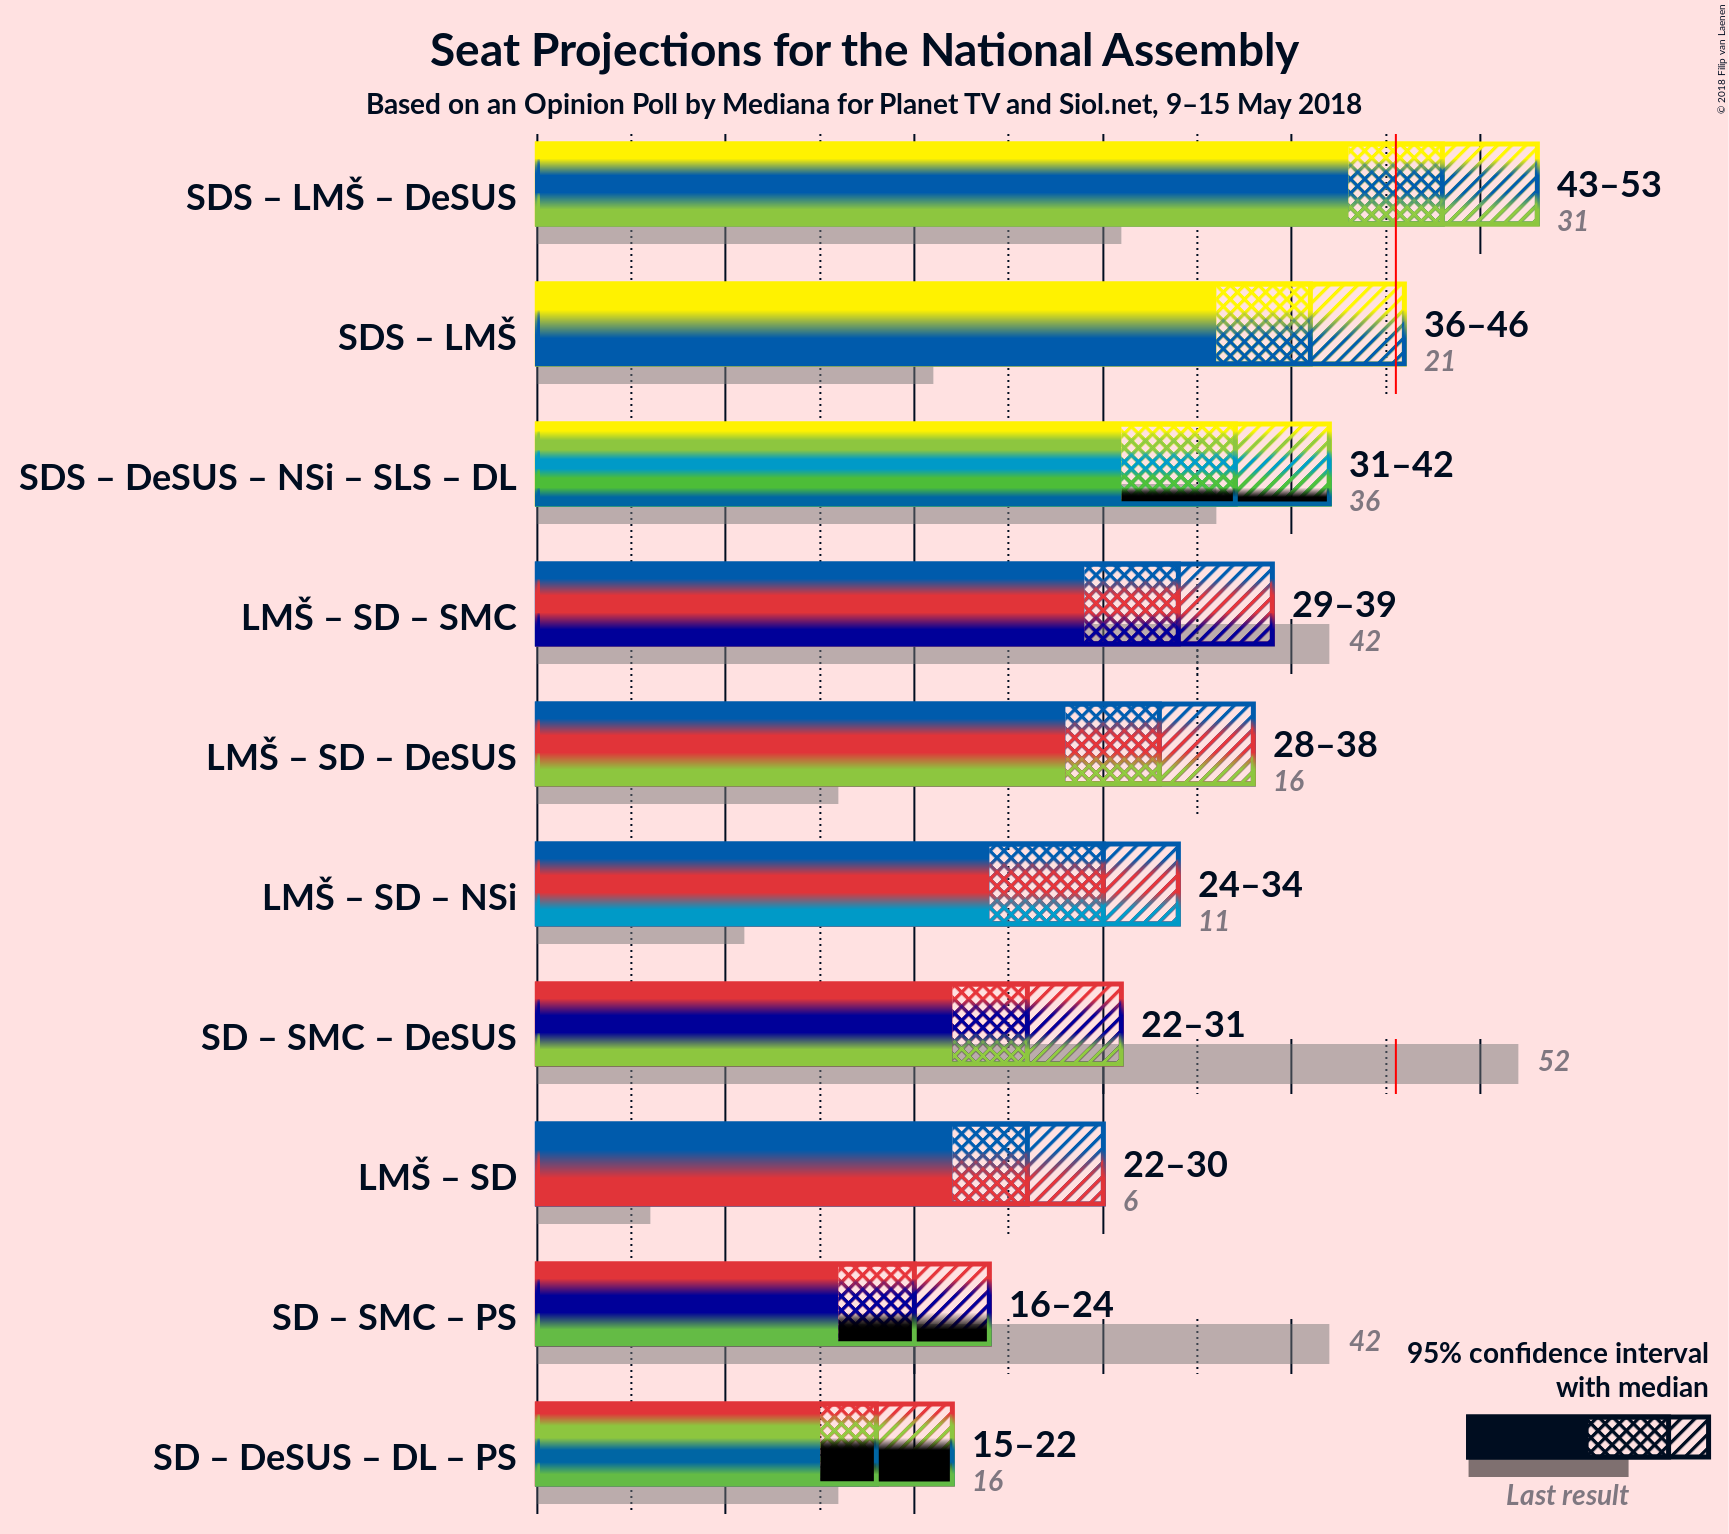 Seat Projections for the National Assembly
Based on an Opinion Poll by Mediana for Planet TV and Siol.net, 9–15 May 2018
© 2018 Filip van Laenen
SDS – LMŠ – DeSUS
43–53
31
SDS – LMŠ
36–46
21
SDS – DeSUS – NSi – SLS – DL
31–42
36
LMŠ – SD – SMC
29–39
42
LMŠ – SD – DeSUS
28–38
16
LMŠ – SD – NSi
24–34
11
SD – SMC – DeSUS
22–31
52
LMŠ – SD
22–30
6
SD – SMC – PS
16–24
42
SD – DeSUS – DL – PS
15–22
16
95% confidence interval
with median
Last result